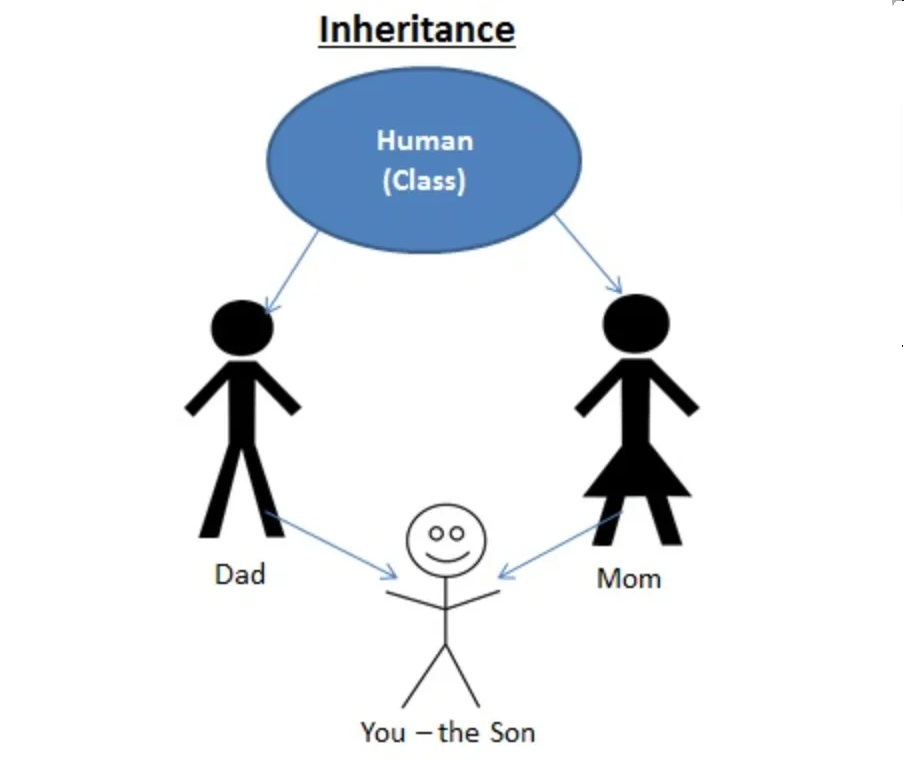 Inheritance
Human
(Class)
Dad
Mom
You – the Son